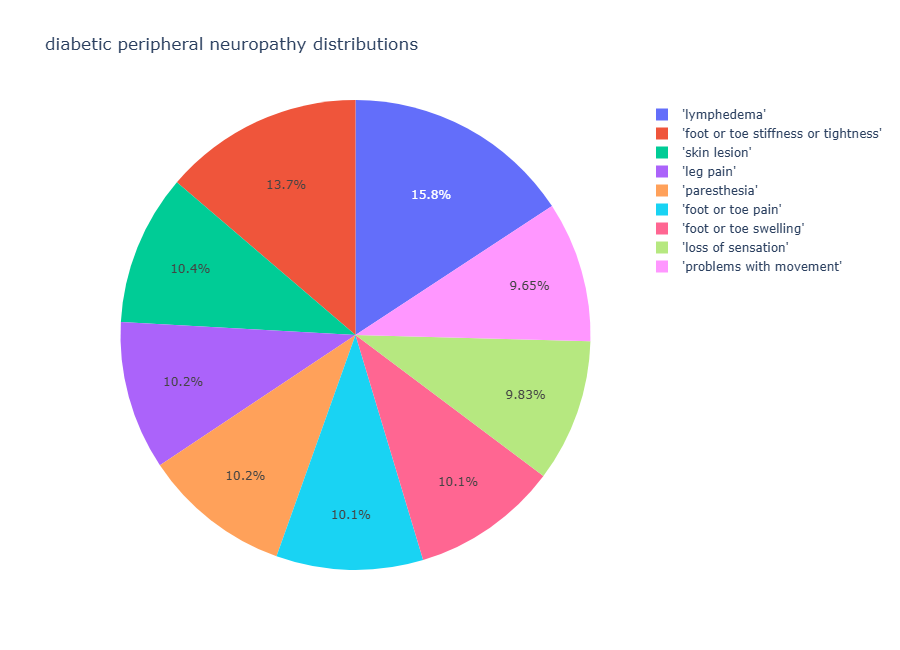 diabetic peripheral neuropathy distributions
'lymphedema'
'foot or toe stiffness or tightness'
'skin lesion'
'leg pain'
'paresthesia'
'foot or toe pain'
'foot or toe swelling'
'loss of sensation'
'problems with movement'
15.8%
13.7%
10.4%
10.2%
10.2%
10.1%
10.1%
9.83%
9.65%